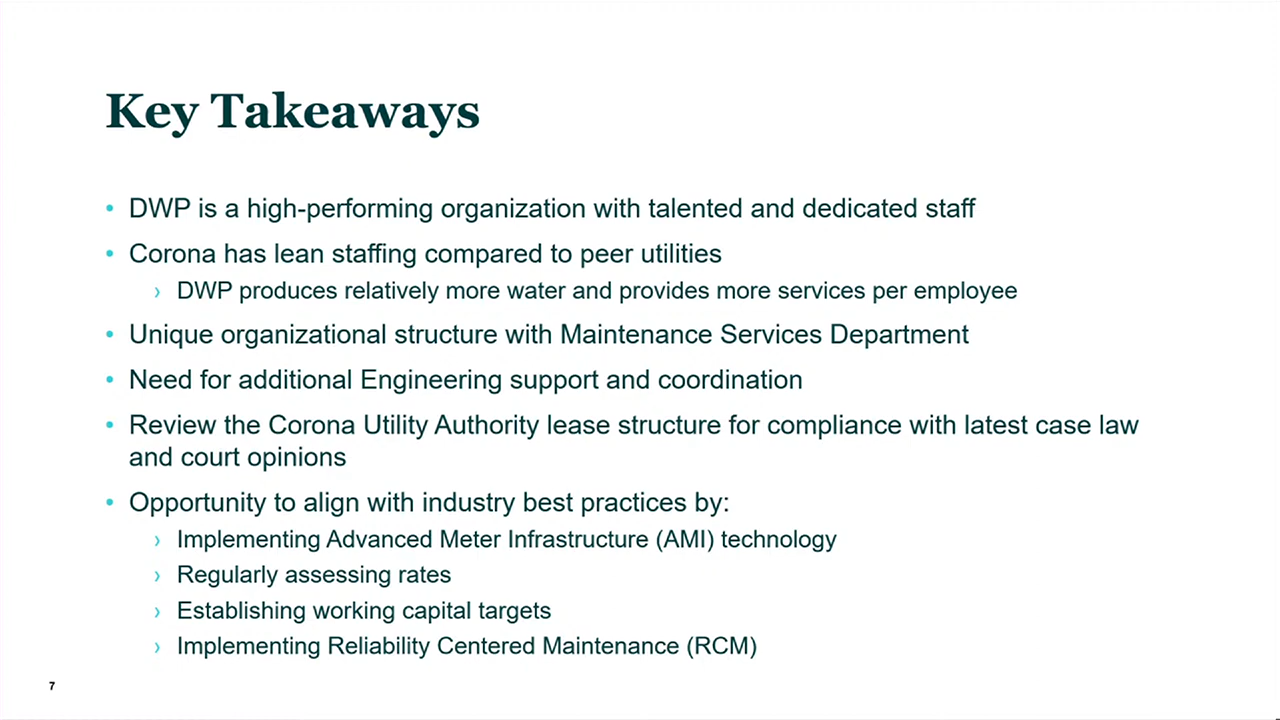 Key Takeaways
• DWP is a high-performing organization with talented and dedicated staff
• Corona has lean staffing compared to peer utilities
› DWP produces relatively more water and provides more services per employee
• Unique organizational structure with Maintenance Services Department
• Need for additional Engineering support and coordination
• Review the Corona Utility Authority lease structure for compliance with latest case law
and court opinions
• Opportunity to align with industry best practices by:
› Implementing Advanced Meter Infrastructure (AMI) technology
› Regularly assessing rates
› Establishing working capital targets
› Implementing Reliability Centered Maintenance (RCM)
7